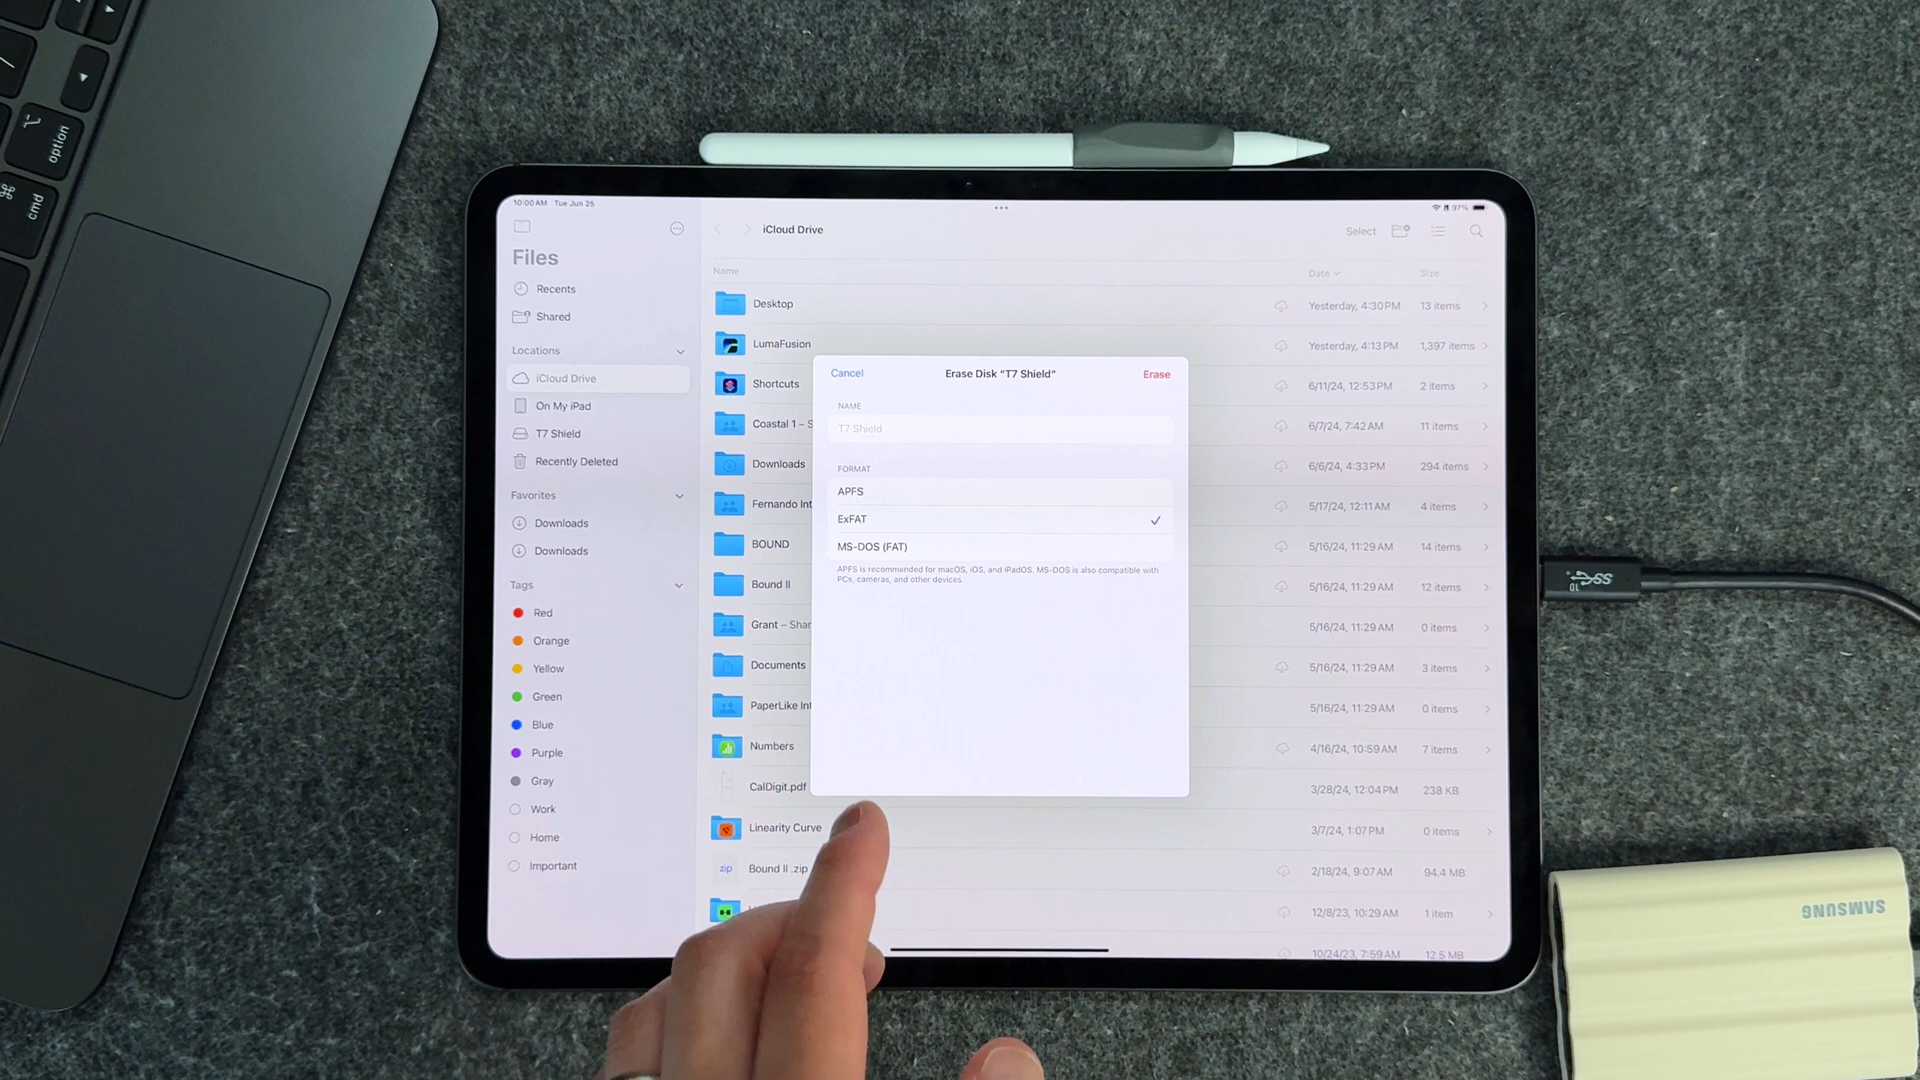 option
cmd
10:00 AM Tue Jun 25
97%
Files
Recents
Shared
Locations
iCloud Drive
On My iPad
T7 Shield
Recently Deleted
Favorites
Downloads
Downloads
Tags
Red
Orange
Yellow
Green
Blue
Purple
Gray
Work
Home
Important
iCloud Drive
Select
Name Date Size
Desktop Yesterday, 4:30 PM 13 items
LumaFusion Yesterday, 4:13 PM 1,397 items
Shortcuts 6/11/24, 12:53 PM 2 items
Coastal 1 – S 6/7/24, 7:42 AM 11 items
Downloads 6/6/24, 4:33 PM 294 items
Fernando Int 5/17/24, 12:11 AM 4 items
BOUND 5/16/24, 11:29 AM 14 items
Bound II 5/16/24, 11:29 AM 12 items
Grant – Shar 5/16/24, 11:29 AM 0 items
Documents 5/16/24, 11:29 AM 3 items
PaperLike Int 5/16/24, 11:29 AM 0 items
Numbers 4/16/24, 10:59 AM 7 items
CalDigit.pdf 3/28/24, 12:04 PM 238 KB
Linearity Curve 3/7/24, 1:07 PM 0 items
zip Bound II .zip 2/18/24, 9:07 AM 94.4 MB
12/8/23, 10:29 AM 1 item
10/24/23, 7:59 AM 12.5 MB
Cancel Erase Disk “T7 Shield” Erase
NAME
T7 Shield
FORMAT
APFS
ExFAT
MS-DOS (FAT)
APFS is recommended for macOS, iOS, and iPadOS. MS-DOS is also compatible with
PCs, cameras, and other devices.
SS 10
SAMSUNG